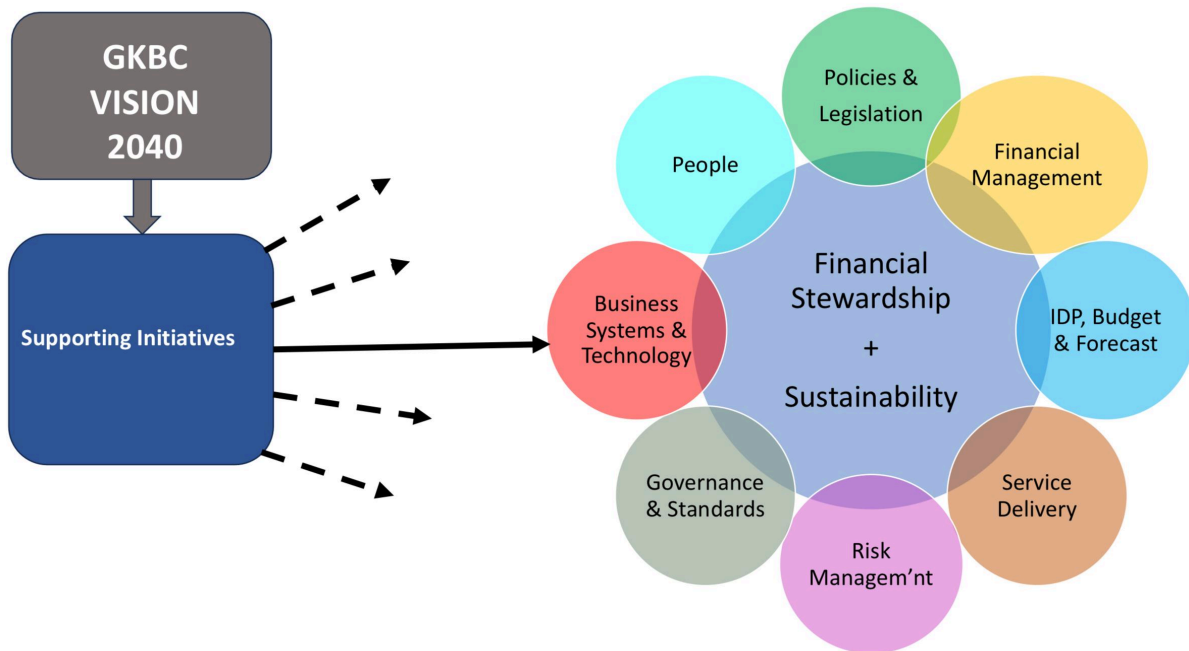 GKBC
VISION
2040
Supporting Initiatives
Policies &
Legislation
Financial
Management
IDP, Budget
& Forecast
Service
Delivery
Risk
Managem’nt
Governance
& Standards
Business
Systems &
Technology
People
Financial
Stewardship
+
Sustainability